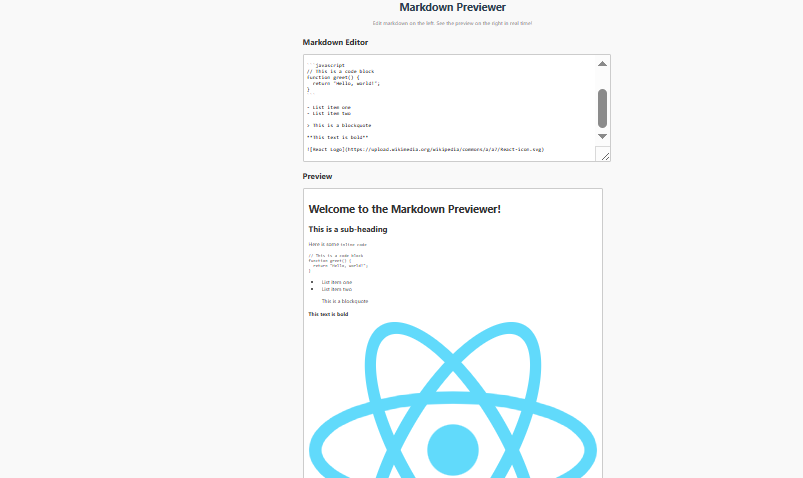 Markdown Previewer
Edit markdown on the left. See the preview on the right in real time!
Markdown Editor
```javascript
// This is a code block
function greet() {
  return "Hello, world!";
}
```
- List item one
- List item two
> This is a blockquote
**This text is bold**
![React Logo](https://upload.wikimedia.org/wikipedia/commons/a/a7/React-icon.svg)
Preview
Welcome to the Markdown Previewer!
This is a sub-heading
Here is some inline code
// This is a code block
function greet() {
  return "Hello, world!";
}
List item one
List item two
This is a blockquote
This text is bold